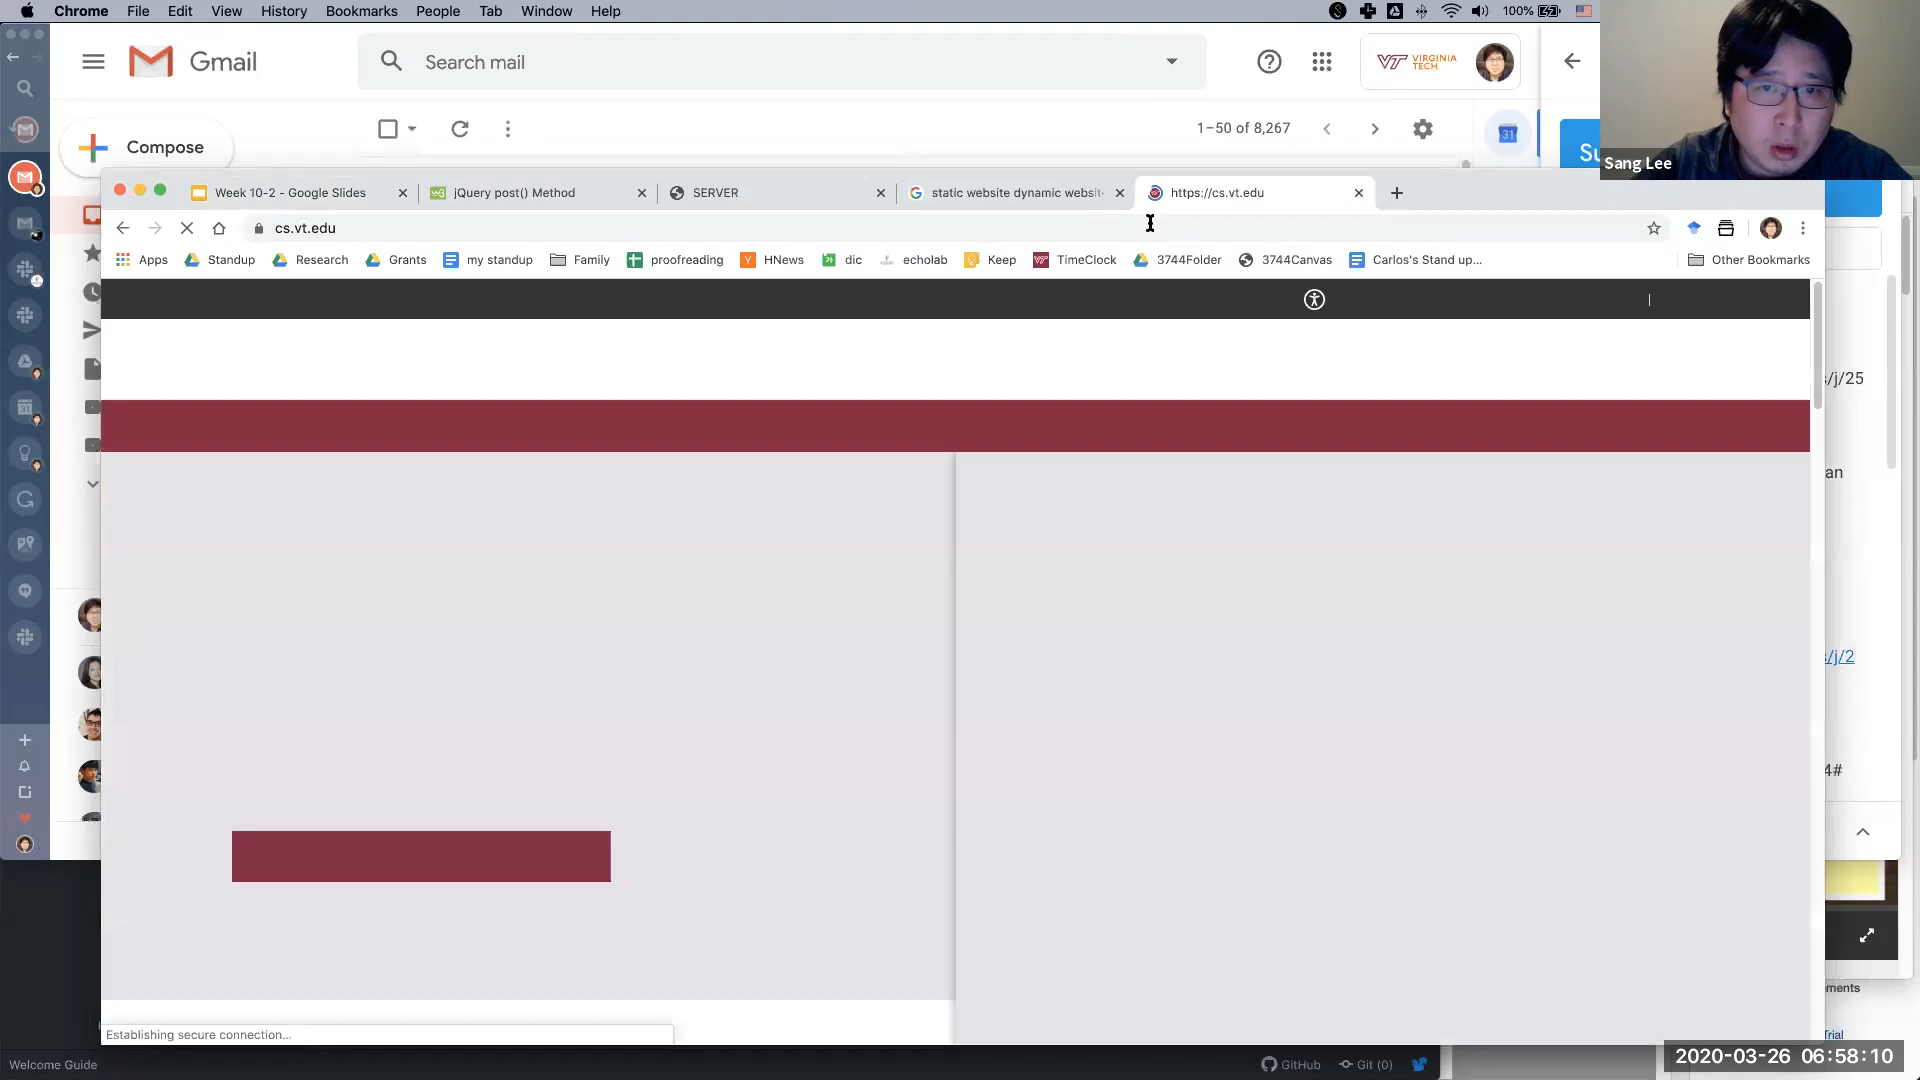 Chrome File Edit View History Bookmarks People Tab Window Help
100%
Gmail
Search mail
VT VIRGINIA TECH.
Sang Lee
Compose
1–50 of 8,267
31
Week 10-2 - Google Slides
jQuery post() Method
SERVER
static website dynamic websit
https://cs.vt.edu
cs.vt.edu
Apps Standup Research Grants my standup Family proofreading HNews dic echolab Keep TimeClock 3744Folder 3744Canvas Carlos's Stand up... Other Bookmarks
s/j/25
an
s/j/2
4#
Establishing secure connection...
ments
Trial
Welcome Guide
GitHub
Git (0)
2020-03-26 06:58:10